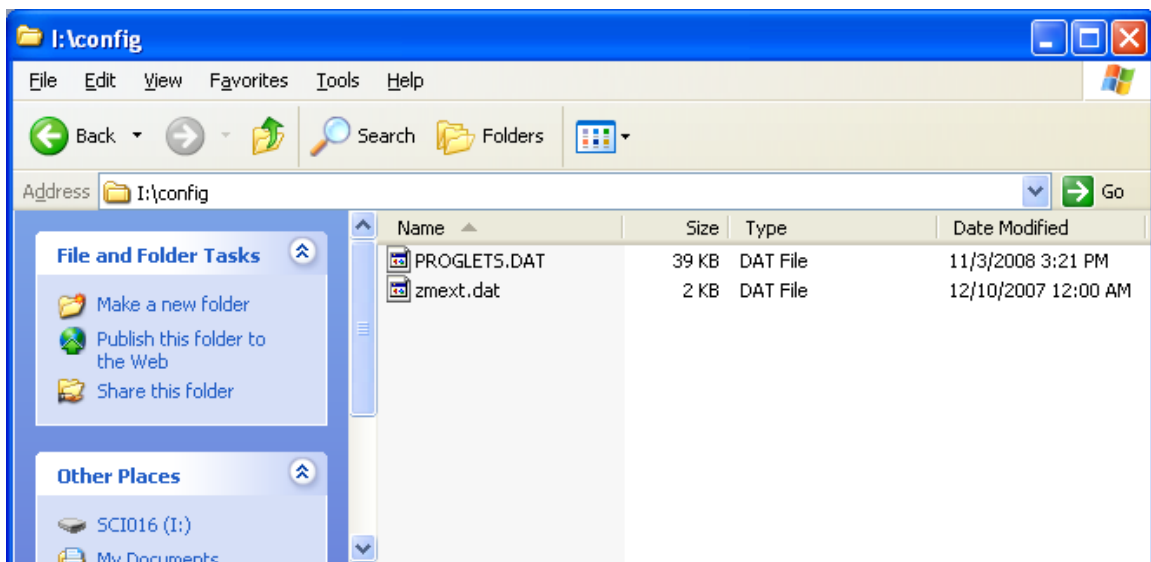 I:\config
File Edit View Favorites Tools Help
Back Search Folders
Address I:\config Go
Name Size Type Date Modified
File and Folder Tasks
PROGLETS.DAT 39 KB DAT File 11/3/2008 3:21 PM
zmext.dat 2 KB DAT File 12/10/2007 12:00 AM
Make a new folder
Publish this folder to
the Web
Share this folder
Other Places
SCI016 (I:)
My Documents